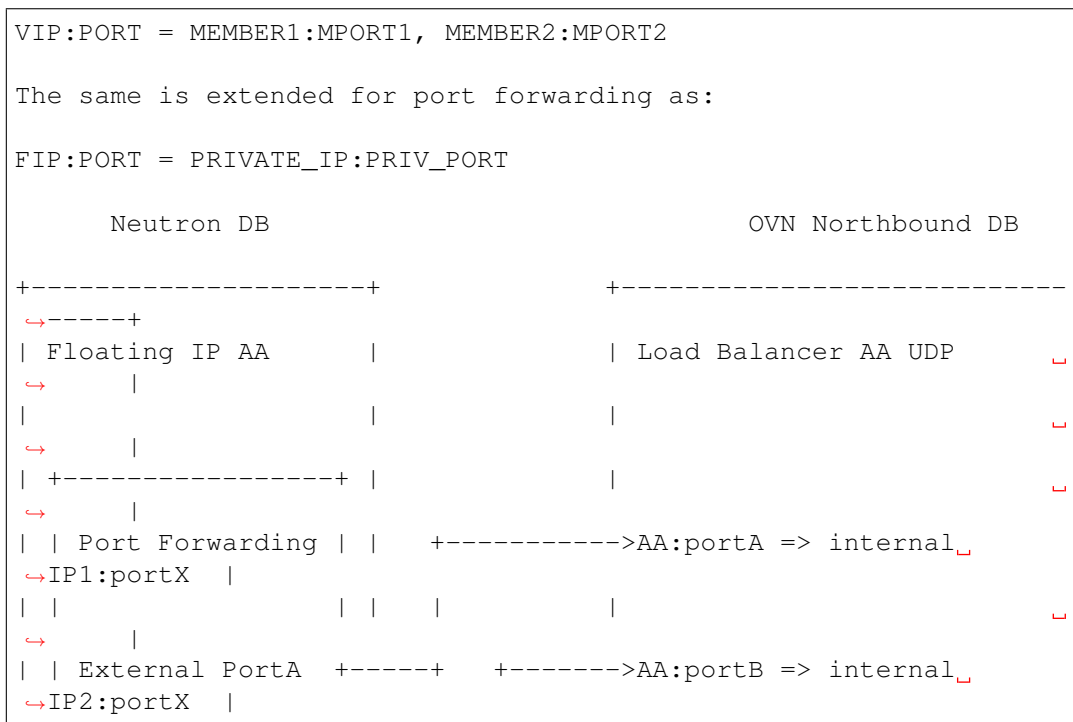 VIP:PORT = MEMBER1:MPORT1, MEMBER2:MPORT2
The same is extended for port forwarding as:
FIP:PORT = PRIVATE_IP:PRIV_PORT
     Neutron DB                              OVN Northbound DB
+---------------------+              +----------------------------
↪-----+
| Floating IP AA      |              | Load Balancer AA UDP      ␣
↪     |
|                     |              |                           ␣
↪     |
| +-----------------+ |              |                           ␣
↪     |
| | Port Forwarding | |   +----------->AA:portA => internal␣
↪IP1:portX  |
| |                 | |   |          |                           ␣
↪     |
| | External PortA  +-----+   +------->AA:portB => internal␣
↪IP2:portX  |